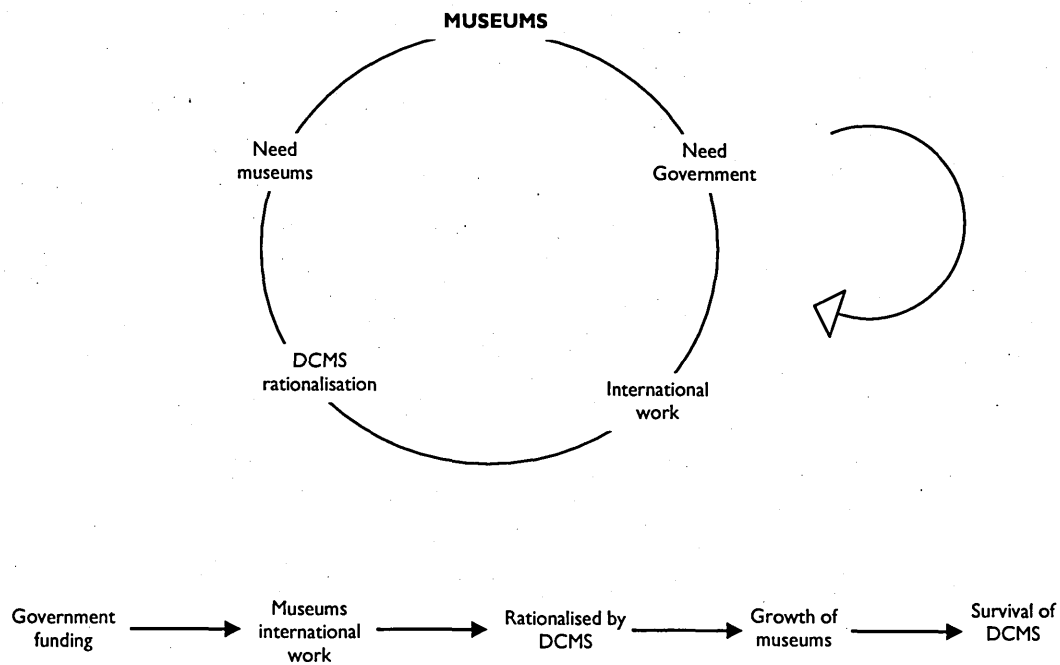 MUSEUMS
Need
museums
Need
Government
DCMS
rationalisation
International
work
Government
funding
Museums
international
work
Rationalised by
DCMS
Growth of
museums
Survival of
DCMS